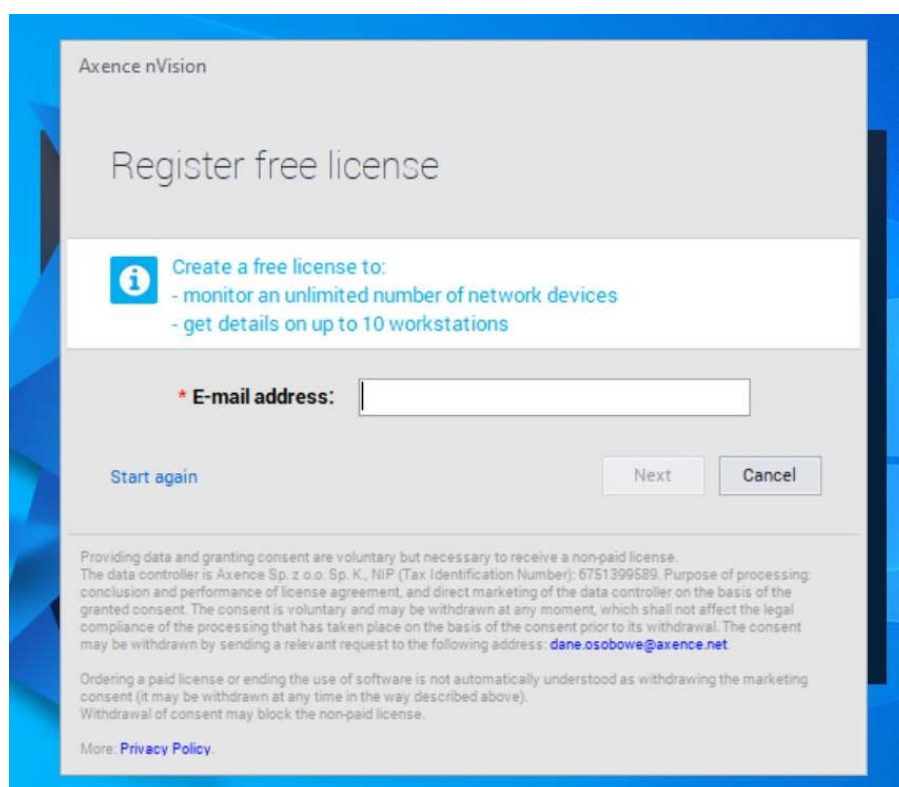 Axence nVision
Register free license
Create a free license to:
- monitor an unlimited number of network devices
- get details on up to 10 workstations
* E-mail address:
Start again
Next
Cancel
Providing data and granting consent are voluntary but necessary to receive a non-paid license.
The data controller is Axence Sp. z o.o. Sp. K., NIP (Tax Identification Number): 6751399589. Purpose of processing:
conclusion and performance of license agreement, and direct marketing of the data controller on the basis of the
granted consent. The consent is voluntary and may be withdrawn at any moment, which shall not affect the legal
compliance of the processing that has taken place on the basis of the consent prior to its withdrawal. The consent
may be withdrawn by sending a relevant request to the following address: dane.osobowe@axence.net.
Ordering a paid license or ending the use of software is not automatically understood as withdrawing the marketing
consent (it may be withdrawn at any time in the way described above).
Withdrawal of consent may block the non-paid license.
More: Privacy Policy.